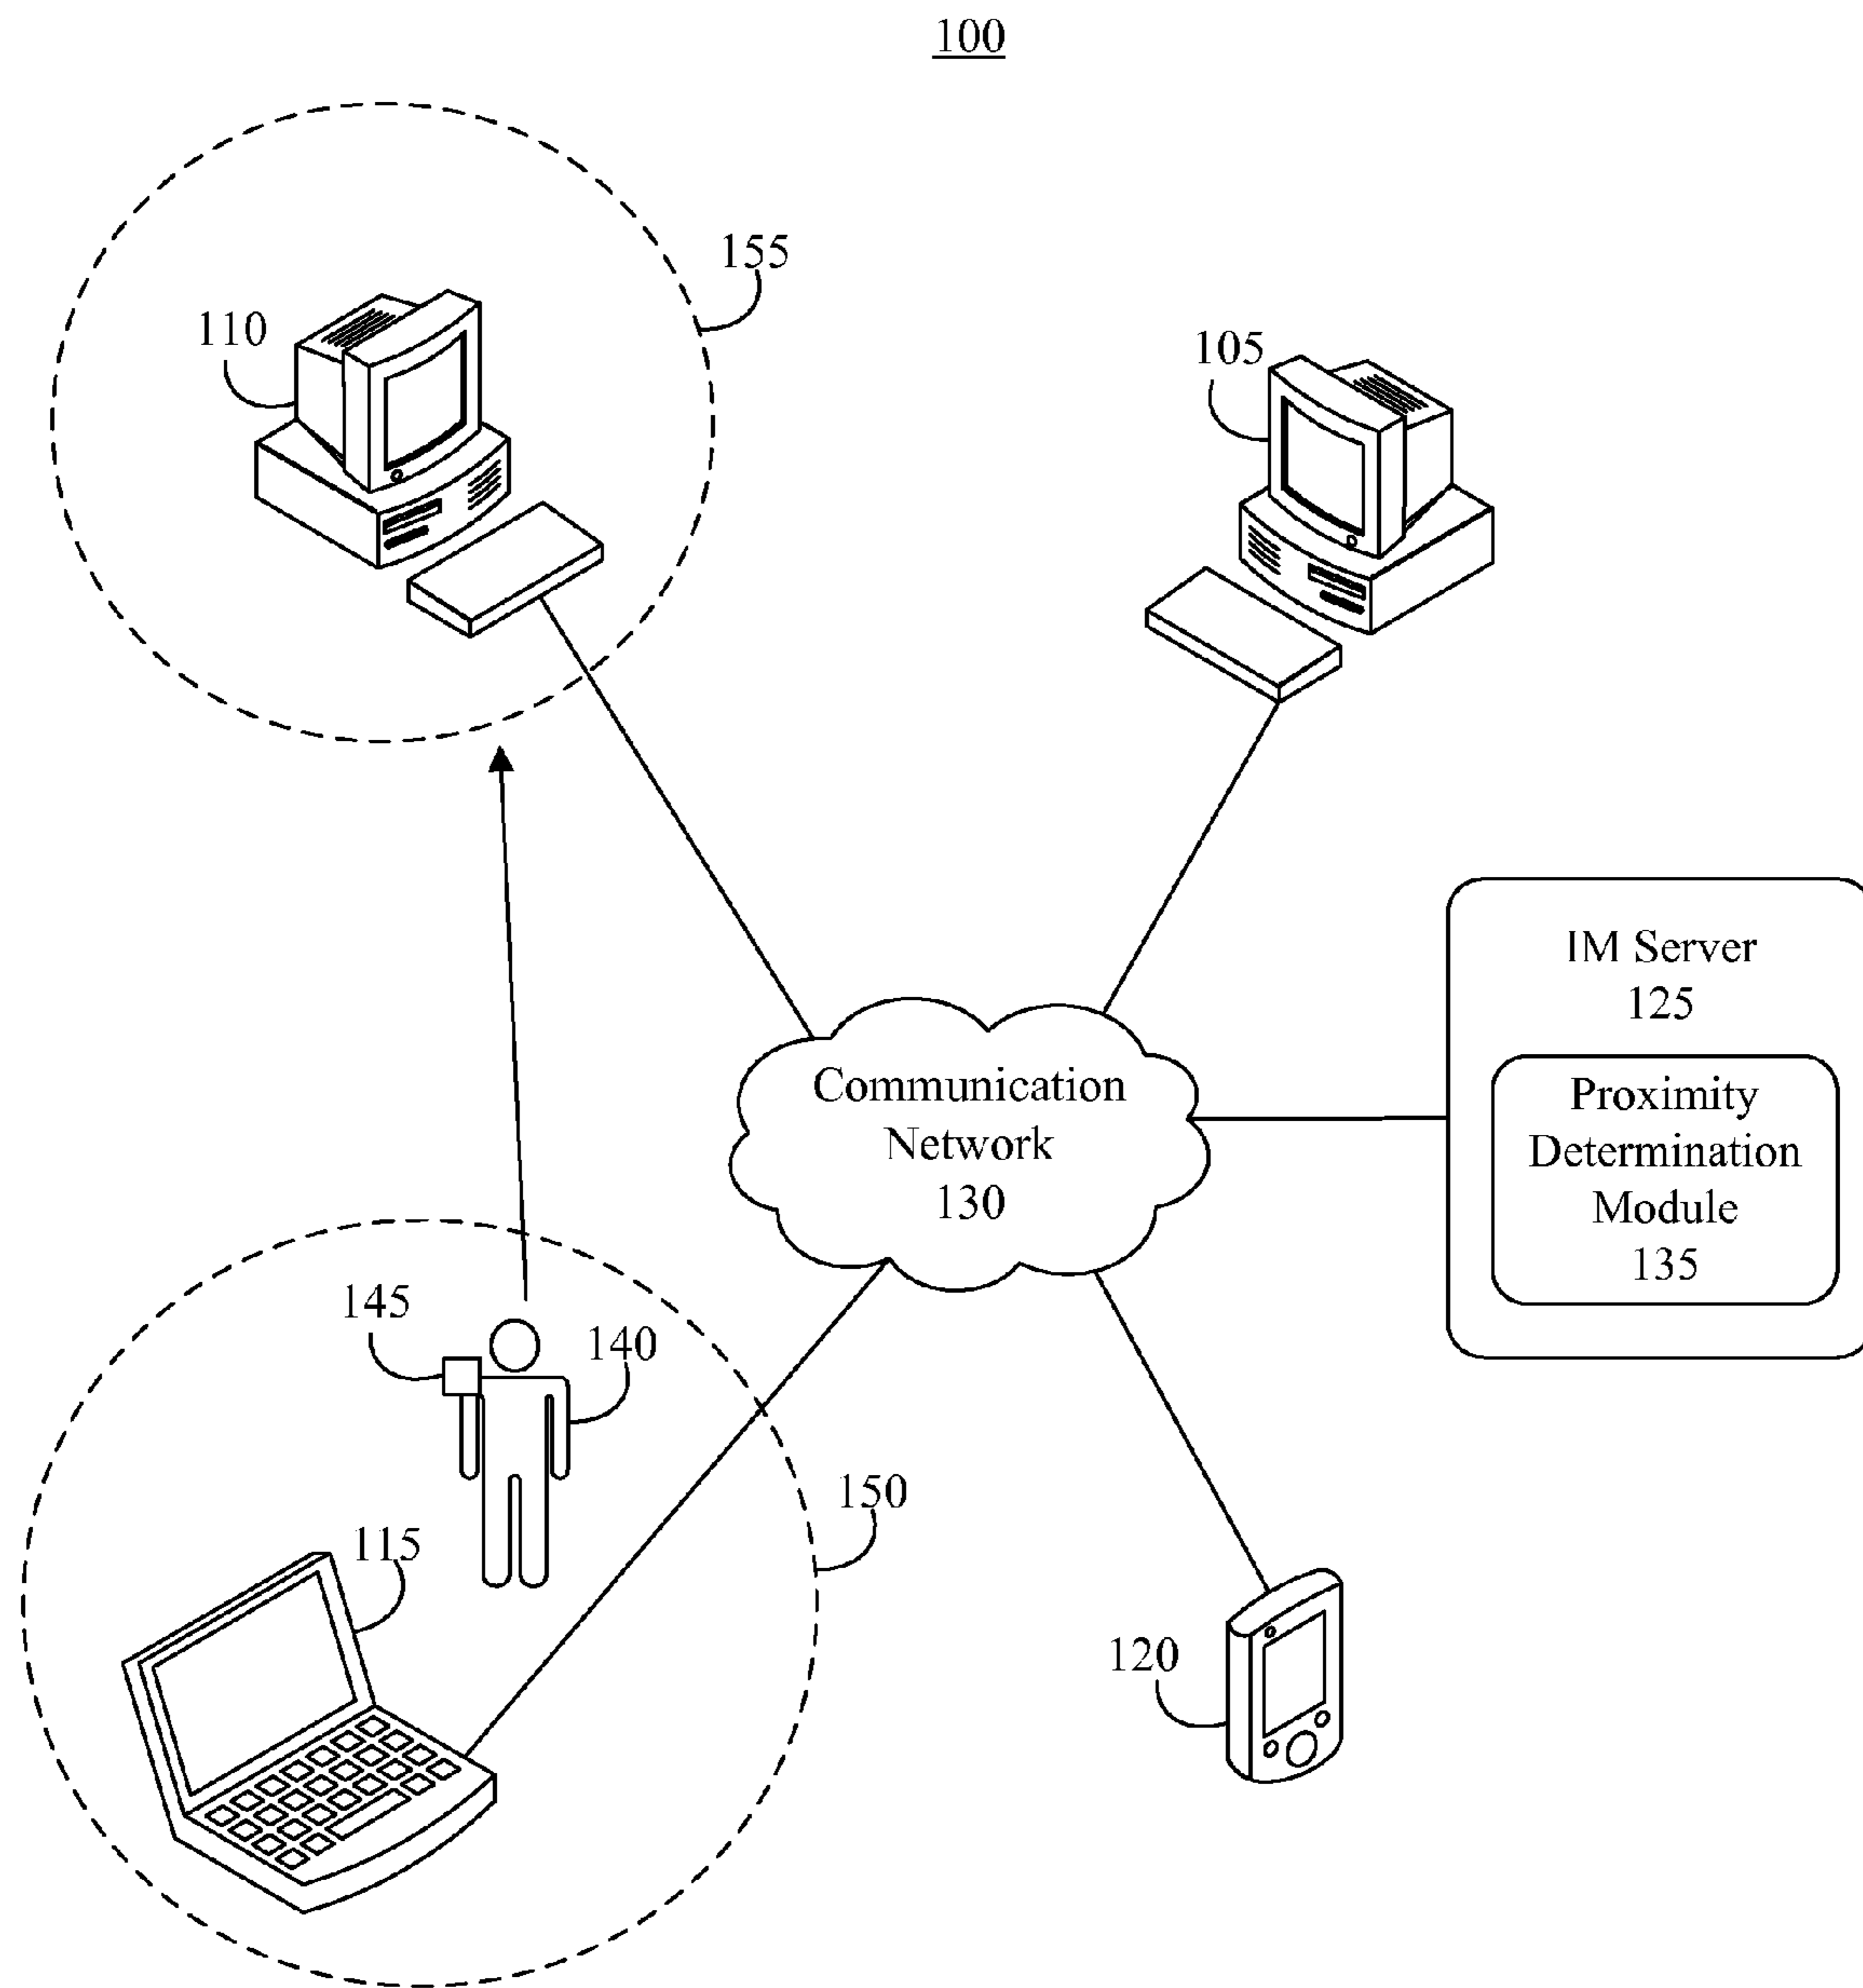 100
155
110
105
IM Server
125
Communication
Network
130
Proximity
Determination
Module
135
145
140
150
115
120